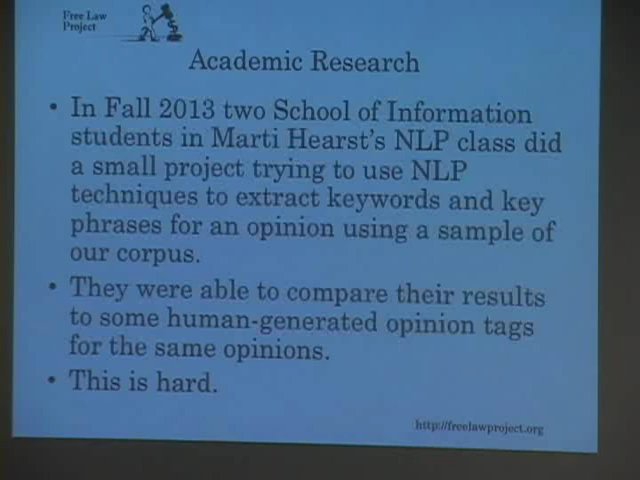 Free Law
Project
Academic Research
• In Fall 2013 two School of Information
students in Marti Hearst's NLP class did
a small project trying to use NLP
techniques to extract keywords and key
phrases for an opinion using a sample of
our corpus.
• They were able to compare their results
to some human-generated opinion tags
for the same opinions.
• This is hard.
http://freelawproject.org